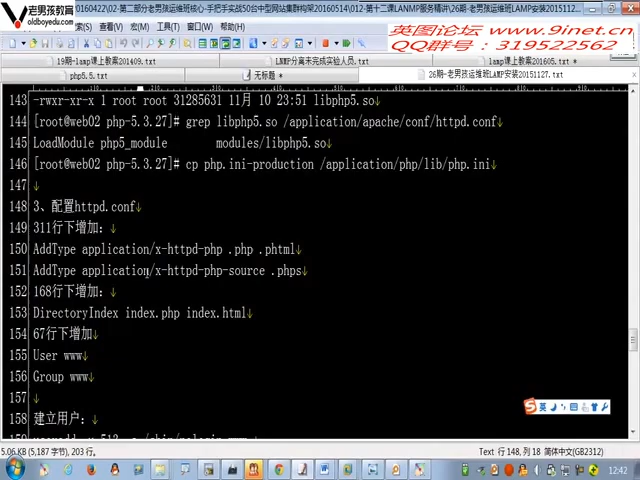 老男孩教育
oldboyedu.com
0160422\02-第二部分老男孩运维班核心-手把手实战50台中型网站集群构架20160514\012-第十二课LANMP服务精讲\26期-老男孩运维班LAMP安装2015112...
英图论坛 www.9inet.cn
QQ群号: 319522562
搜索(S) 查看(V) 宏(M) 工具(T) 窗口(W) 帮助(H)
19期-lamp上教案201409.txt
LNMP分离未完成实验人员.txt
lamp课上教案201605.txt *
php5.5.txt
无标题 *
26期-老男孩运维班LAMP安装20151127.txt
143 -rwxr-xr-x 1 root root 31285631 11月 10 23:51 libphp5.so
144 [root@web02 php-5.3.27]# grep libphp5.so /application/apache/conf/httpd.conf
145 LoadModule php5_module        modules/libphp5.so
146 [root@web02 php-5.3.27]# cp php.ini-production /application/php/lib/php.ini
147
148 3、配置httpd.conf
149 311行下增加:
150 AddType application/x-httpd-php .php .phtml
151 AddType application/x-httpd-php-source .phps
152 168行下增加:
153 DirectoryIndex index.php index.html
154 67行下增加
155 User www
156 Group www
157
158 建立用户:
英
5.06 KB (5,187 字节), 203 行。
Text 行 148, 列 18 简体中文(GB2312)
12:42